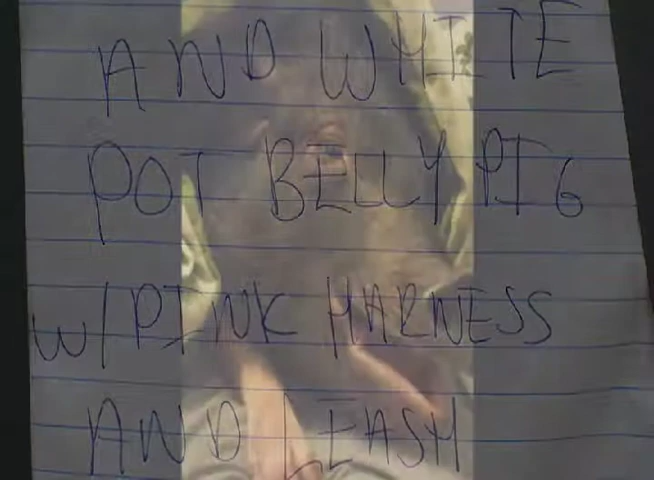 AND WHITE
POT BELLY PIG
W/ PINK HARNESS
AND LEASH